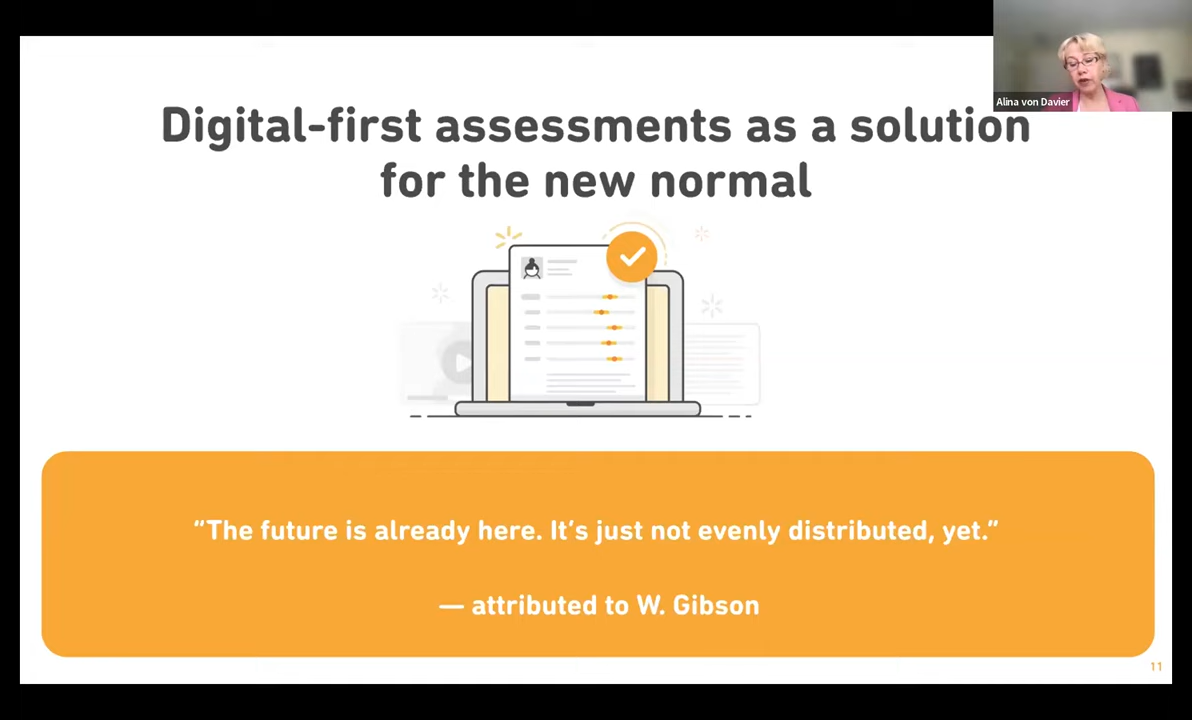 Alina von Davier
Digital-first assessments as a solution
for the new normal
“The future is already here. It’s just not evenly distributed, yet.”
— attributed to W. Gibson
11